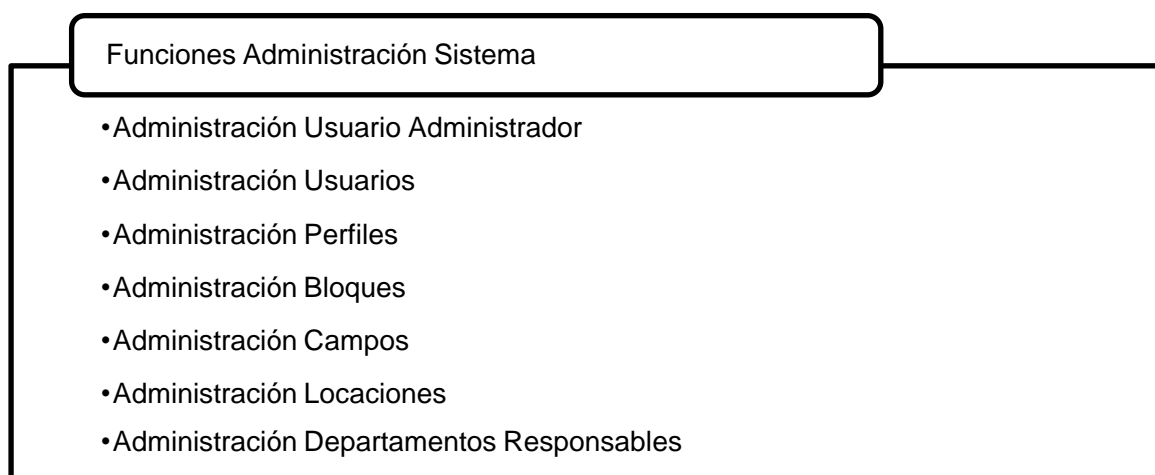 Funciones Administración Sistema
•Administración Usuario Administrador
•Administración Usuarios
•Administración Perfiles
•Administración Bloques
•Administración Campos
•Administración Locaciones
•Administración Departamentos Responsables